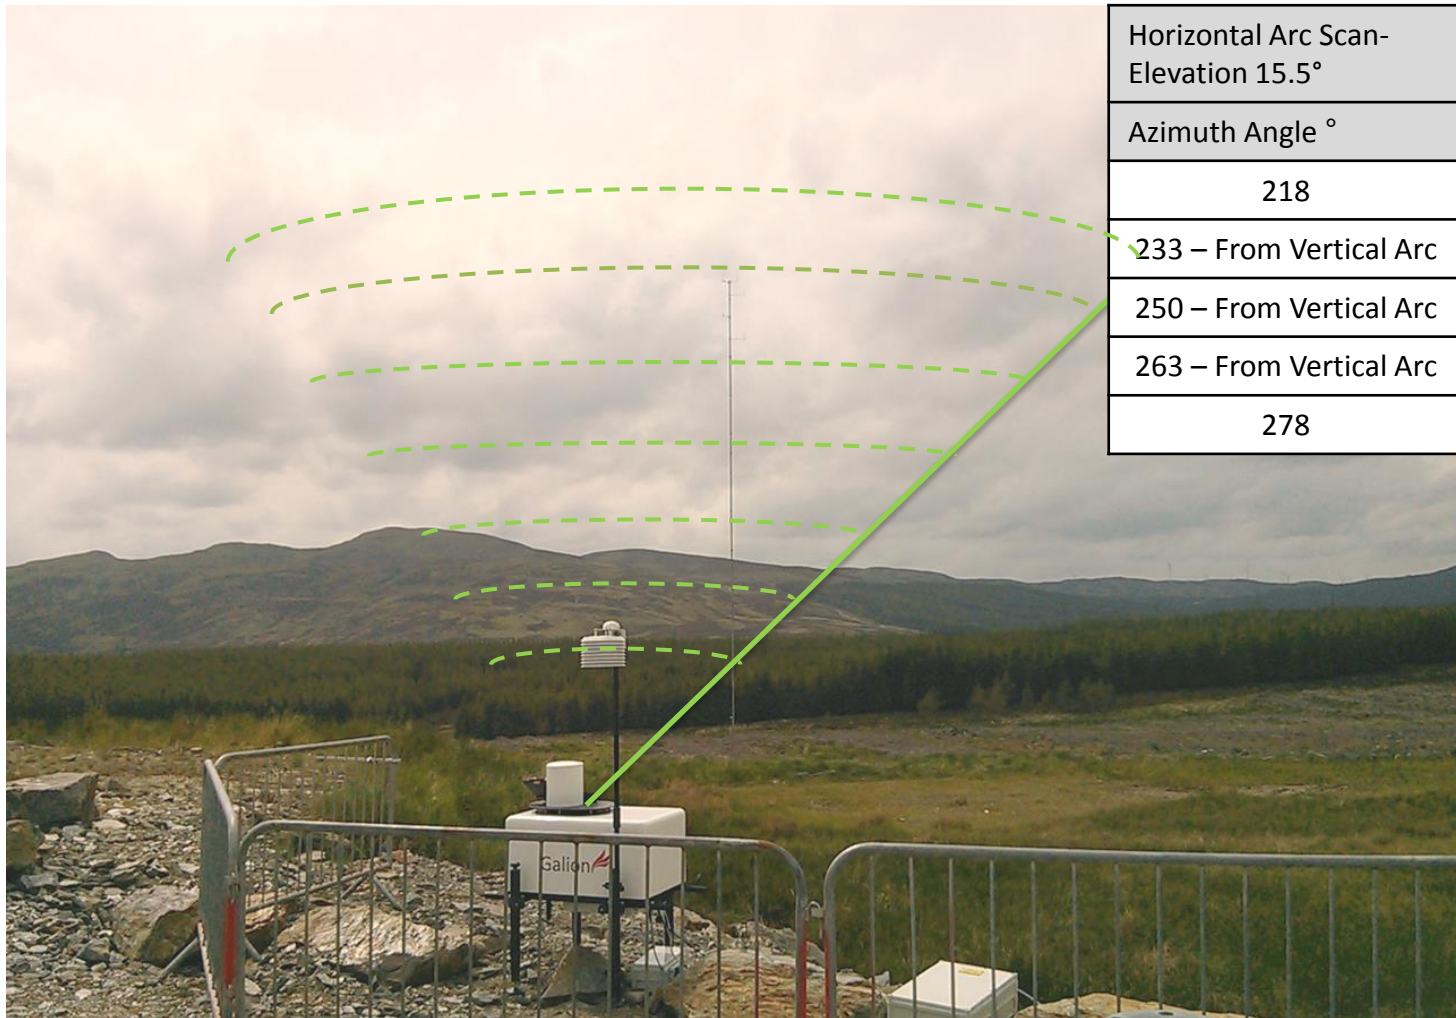 Horizontal Arc Scan-
Elevation 15.5°
Azimuth Angle °
218
233 – From Vertical Arc
250 – From Vertical Arc
263 – From Vertical Arc
278
Galion